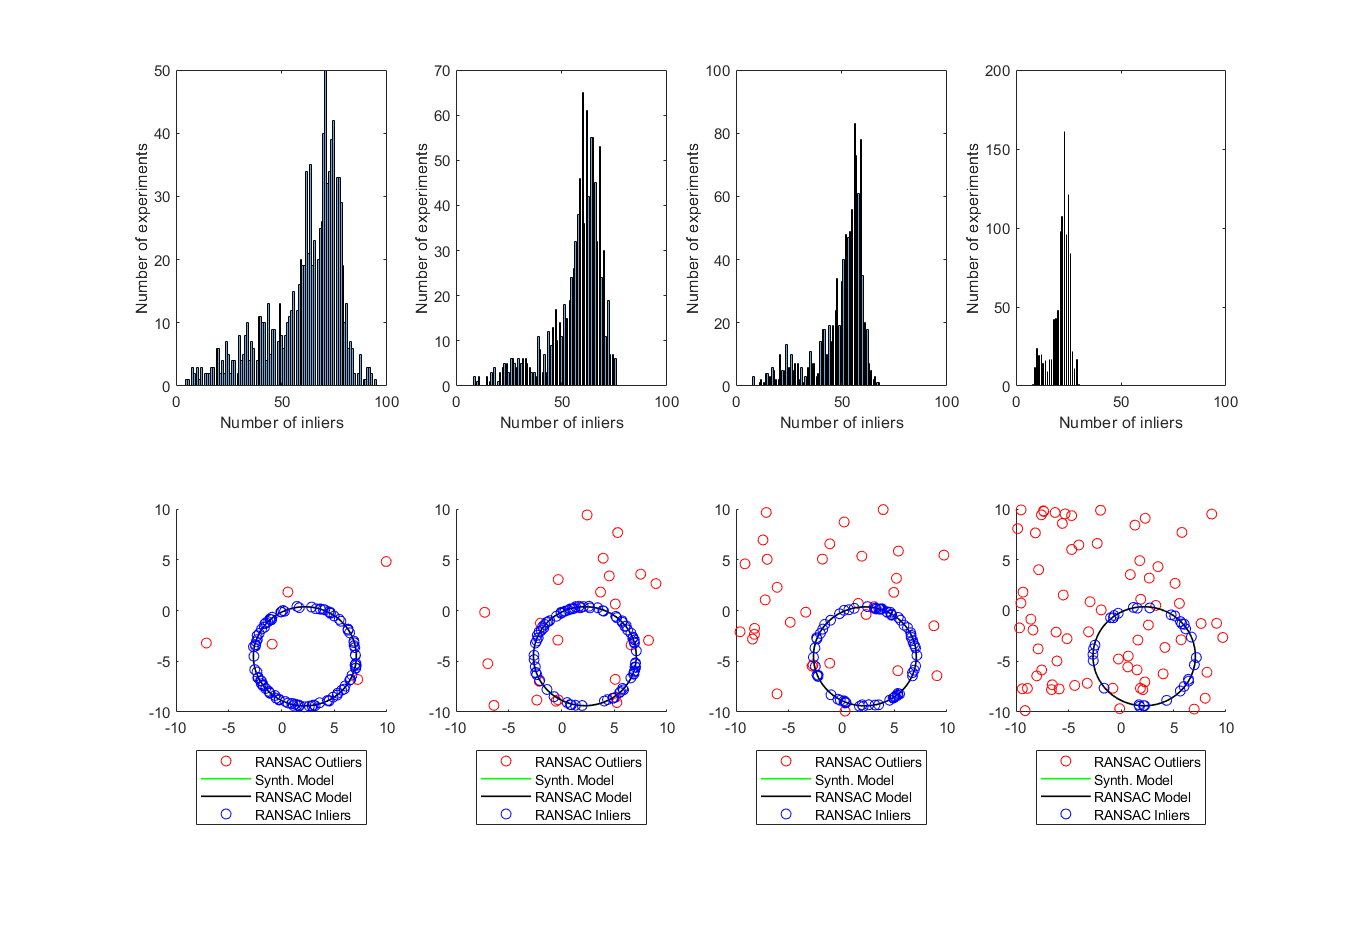 50
40
30
20
10
0
0 50 100
Number of experiments
Number of inliers
70
60
50
40
30
20
10
0
0 50 100
Number of experiments
Number of inliers
100
80
60
40
20
0
0 50 100
Number of experiments
Number of inliers
200
150
100
50
0
0 50 100
Number of experiments
Number of inliers
10
5
0
-5
-10
-10 -5 0 5 10
10
5
0
-5
-10
-10 -5 0 5 10
10
5
0
-5
-10
-10 -5 0 5 10
10
5
0
-5
-10
-10 -5 0 5 10
RANSAC Outliers
Synth. Model
RANSAC Model
RANSAC Inliers
RANSAC Outliers
Synth. Model
RANSAC Model
RANSAC Inliers
RANSAC Outliers
Synth. Model
RANSAC Model
RANSAC Inliers
RANSAC Outliers
Synth. Model
RANSAC Model
RANSAC Inliers